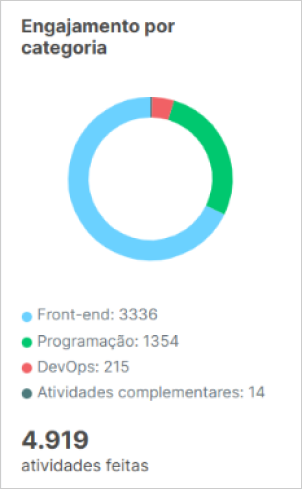 Engajamento por
categoria
Front-end: 3336
Programação: 1354
DevOps: 215
Atividades complementares: 14
4.919
atividades feitas